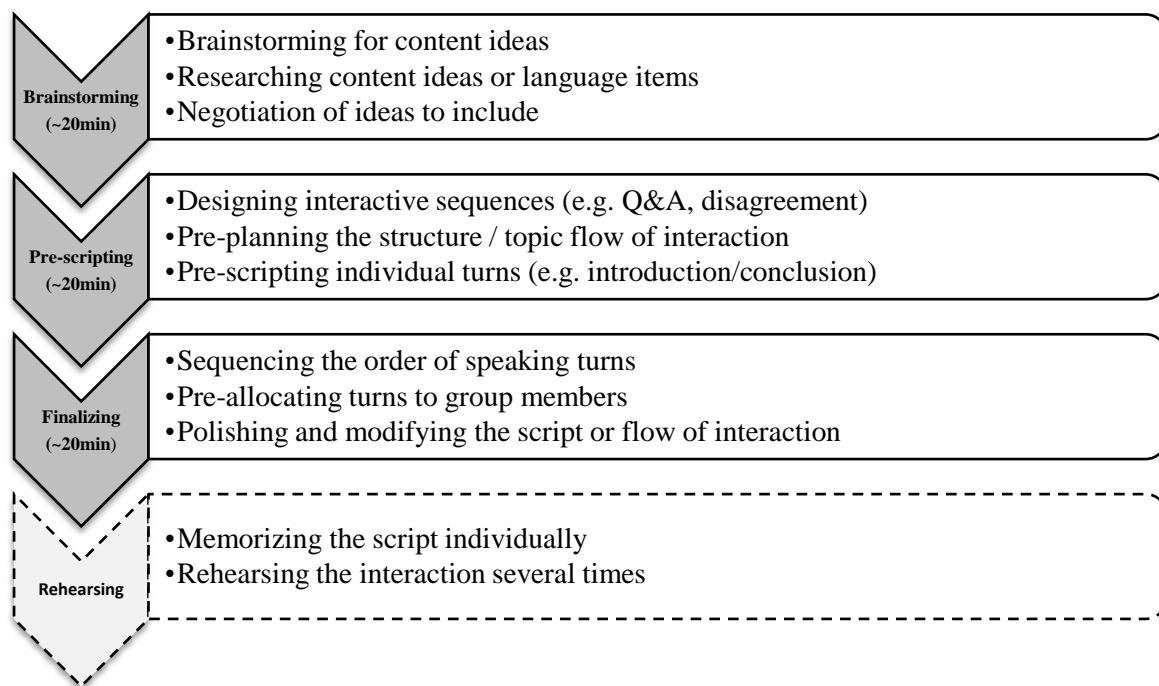 Brainstorming
(~20min)
•Brainstorming for content ideas
•Researching content ideas or language items
•Negotiation of ideas to include
Pre-scripting
(~20min)
•Designing interactive sequences (e.g. Q&A, disagreement)
•Pre-planning the structure / topic flow of interaction
•Pre-scripting individual turns (e.g. introduction/conclusion)
Finalizing
(~20min)
•Sequencing the order of speaking turns
•Pre-allocating turns to group members
•Polishing and modifying the script or flow of interaction
Rehearsing
•Memorizing the script individually
•Rehearsing the interaction several times